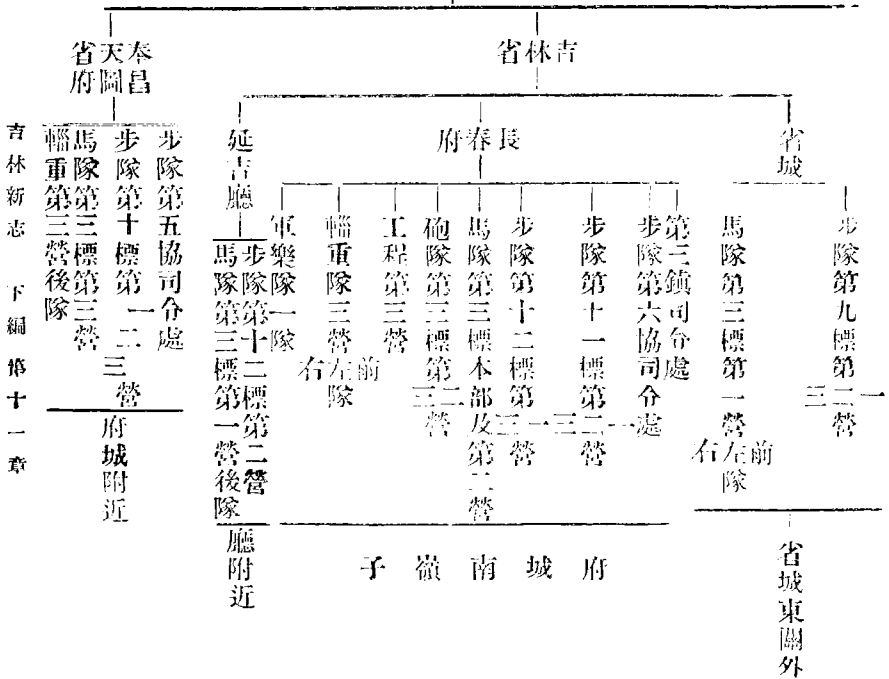 吉林省
省城
步隊第九標第一二三營
馬隊第三標第一營前左右隊
省城東關外
長春府
第三鎮司令處
步隊第六協司令處
步隊第十一標第一二三營
步隊第十二標第一三營
馬隊第三標本部及第二營
砲隊第三標第二三營
工程第三營
輜重隊三營前左右隊
軍樂隊一隊
府城南嶺子
延吉廳
步隊第十二標第二營
馬隊第三標第一營後隊
廳附近
奉天省
昌圖府
步隊第五協司令處
步隊第十標第一二三營
馬隊第三標第三營
輜重第三營後隊
府城附近
吉林新志 下編 第十一章